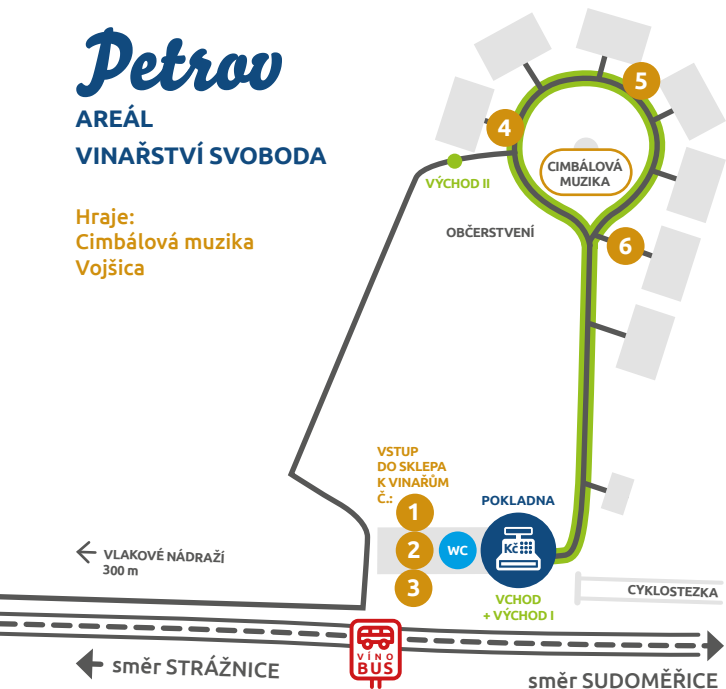 Petrov
AREÁL
VINAŘSTVÍ SVOBODA
Hraje:
Cimbálová muzika
Vojšica
5
4
CIMBÁLOVÁ
MUZIKA
VÝCHOD II
OBČERSTVENÍ
6
VSTUP
DO SKLEPA
K VINAŘŮM
Č.:
1
2
3
POKLADNA
WC
Kč
VLAKOVÉ NÁDRAŽÍ
300 m
VCHOD
+ VÝCHOD I
CYKLOSTEZKA
VÍNO
BUS
směr STRÁŽNICE
směr SUDOMĚŘICE